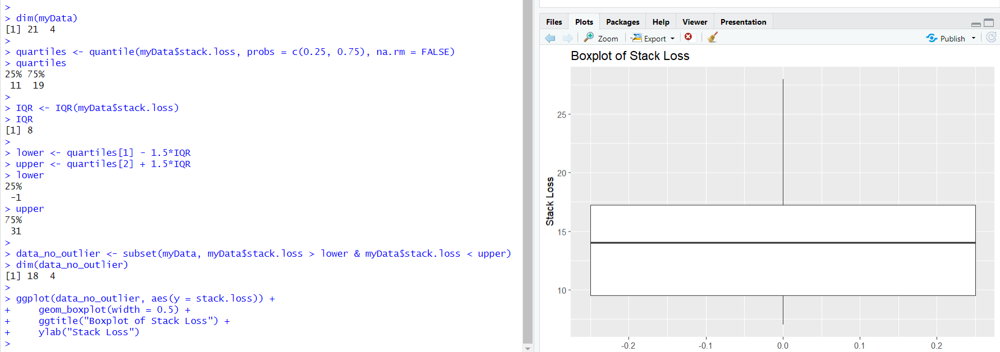 >
> dim(myData)
[1] 21  4
>
> quartiles <- quantile(myData$stack.loss, probs = c(0.25, 0.75), na.rm = FALSE)
> quartiles
25% 75%
 11  19
>
> IQR <- IQR(myData$stack.loss)
> IQR
[1] 8
>
> lower <- quartiles[1] - 1.5*IQR
> upper <- quartiles[2] + 1.5*IQR
> lower
25%
 -1
> upper
75%
 31
>
> data_no_outlier <- subset(myData, myData$stack.loss > lower & myData$stack.loss < upper)
> dim(data_no_outlier)
[1] 18  4
>
> ggplot(data_no_outlier, aes(y = stack.loss)) +
+     geom_boxplot(width = 0.5) +
+     ggtitle("Boxplot of Stack Loss") +
+     ylab("Stack Loss")
>
Files Plots Packages Help Viewer Presentation
Zoom Export Publish
Boxplot of Stack Loss
Stack Loss
25
20
15
10
-0.2 -0.1 0.0 0.1 0.2